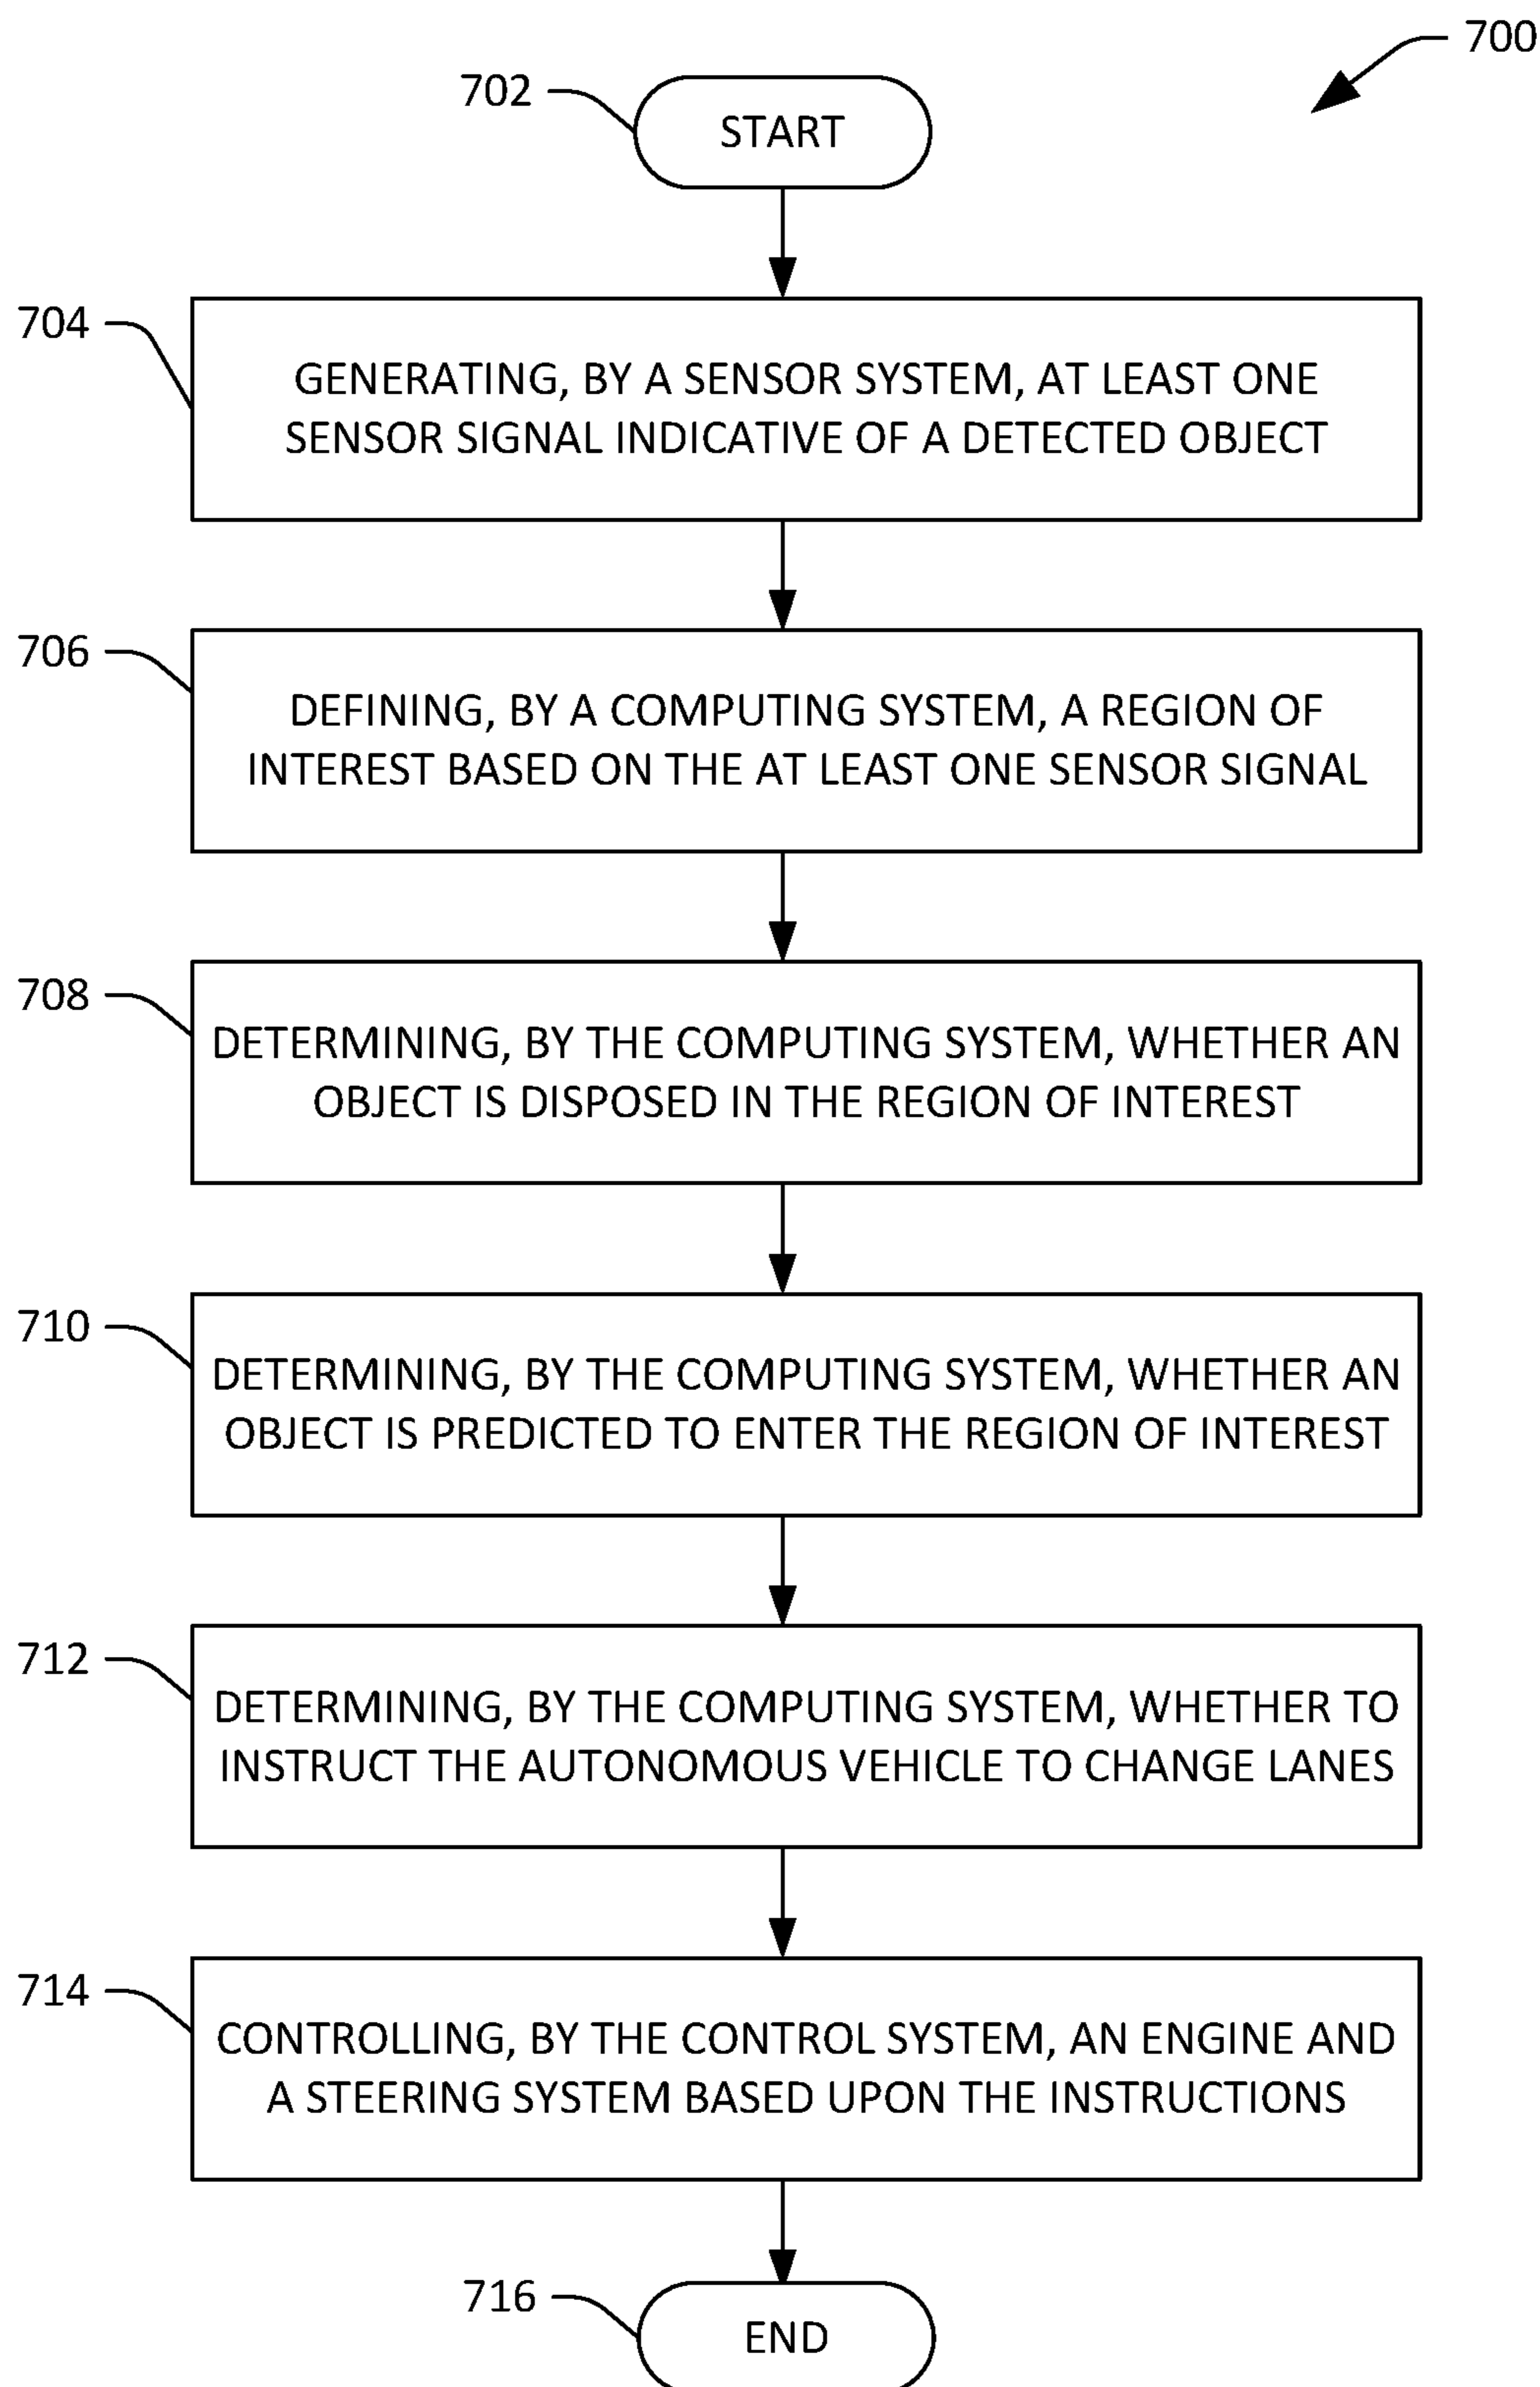 700
702
START
704
GENERATING, BY A SENSOR SYSTEM, AT LEAST ONE
SENSOR SIGNAL INDICATIVE OF A DETECTED OBJECT
706
DEFINING, BY A COMPUTING SYSTEM, A REGION OF
INTEREST BASED ON THE AT LEAST ONE SENSOR SIGNAL
708
DETERMINING, BY THE COMPUTING SYSTEM, WHETHER AN
OBJECT IS DISPOSED IN THE REGION OF INTEREST
710
DETERMINING, BY THE COMPUTING SYSTEM, WHETHER AN
OBJECT IS PREDICTED TO ENTER THE REGION OF INTEREST
712
DETERMINING, BY THE COMPUTING SYSTEM, WHETHER TO
INSTRUCT THE AUTONOMOUS VEHICLE TO CHANGE LANES
714
CONTROLLING, BY THE CONTROL SYSTEM, AN ENGINE AND
A STEERING SYSTEM BASED UPON THE INSTRUCTIONS
716
END